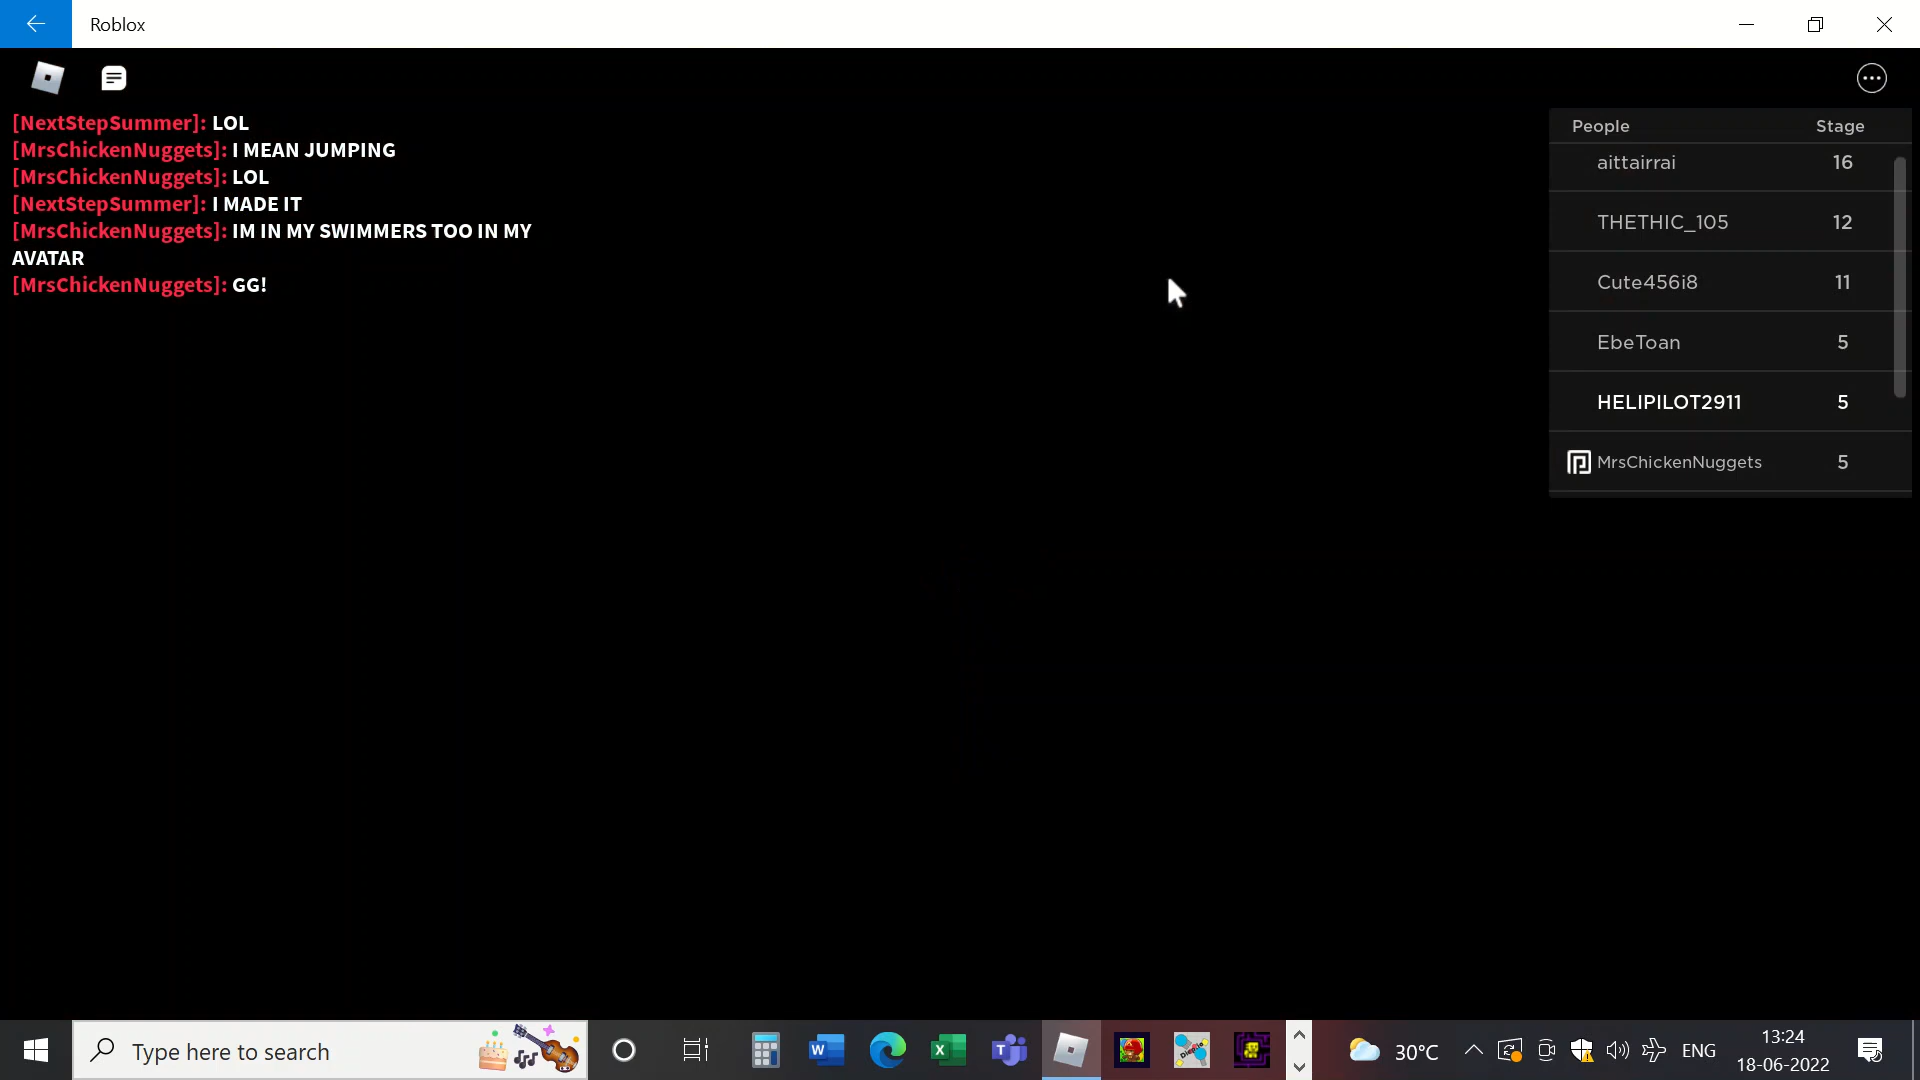 Roblox
[NextStepSummer]: LOL
[MrsChickenNuggets]: I MEAN JUMPING
[MrsChickenNuggets]: LOL
[NextStepSummer]: I MADE IT
[MrsChickenNuggets]: IM IN MY SWIMMERS TOO IN MY
AVATAR
[MrsChickenNuggets]: GG!
People Stage
aittairrai 16
THETHIC_105 12
Cute456i8 11
EbeToan 5
HELIPILOT2911 5
MrsChickenNuggets 5
Type here to search
30°C
ENG
13:24
18-06-2022